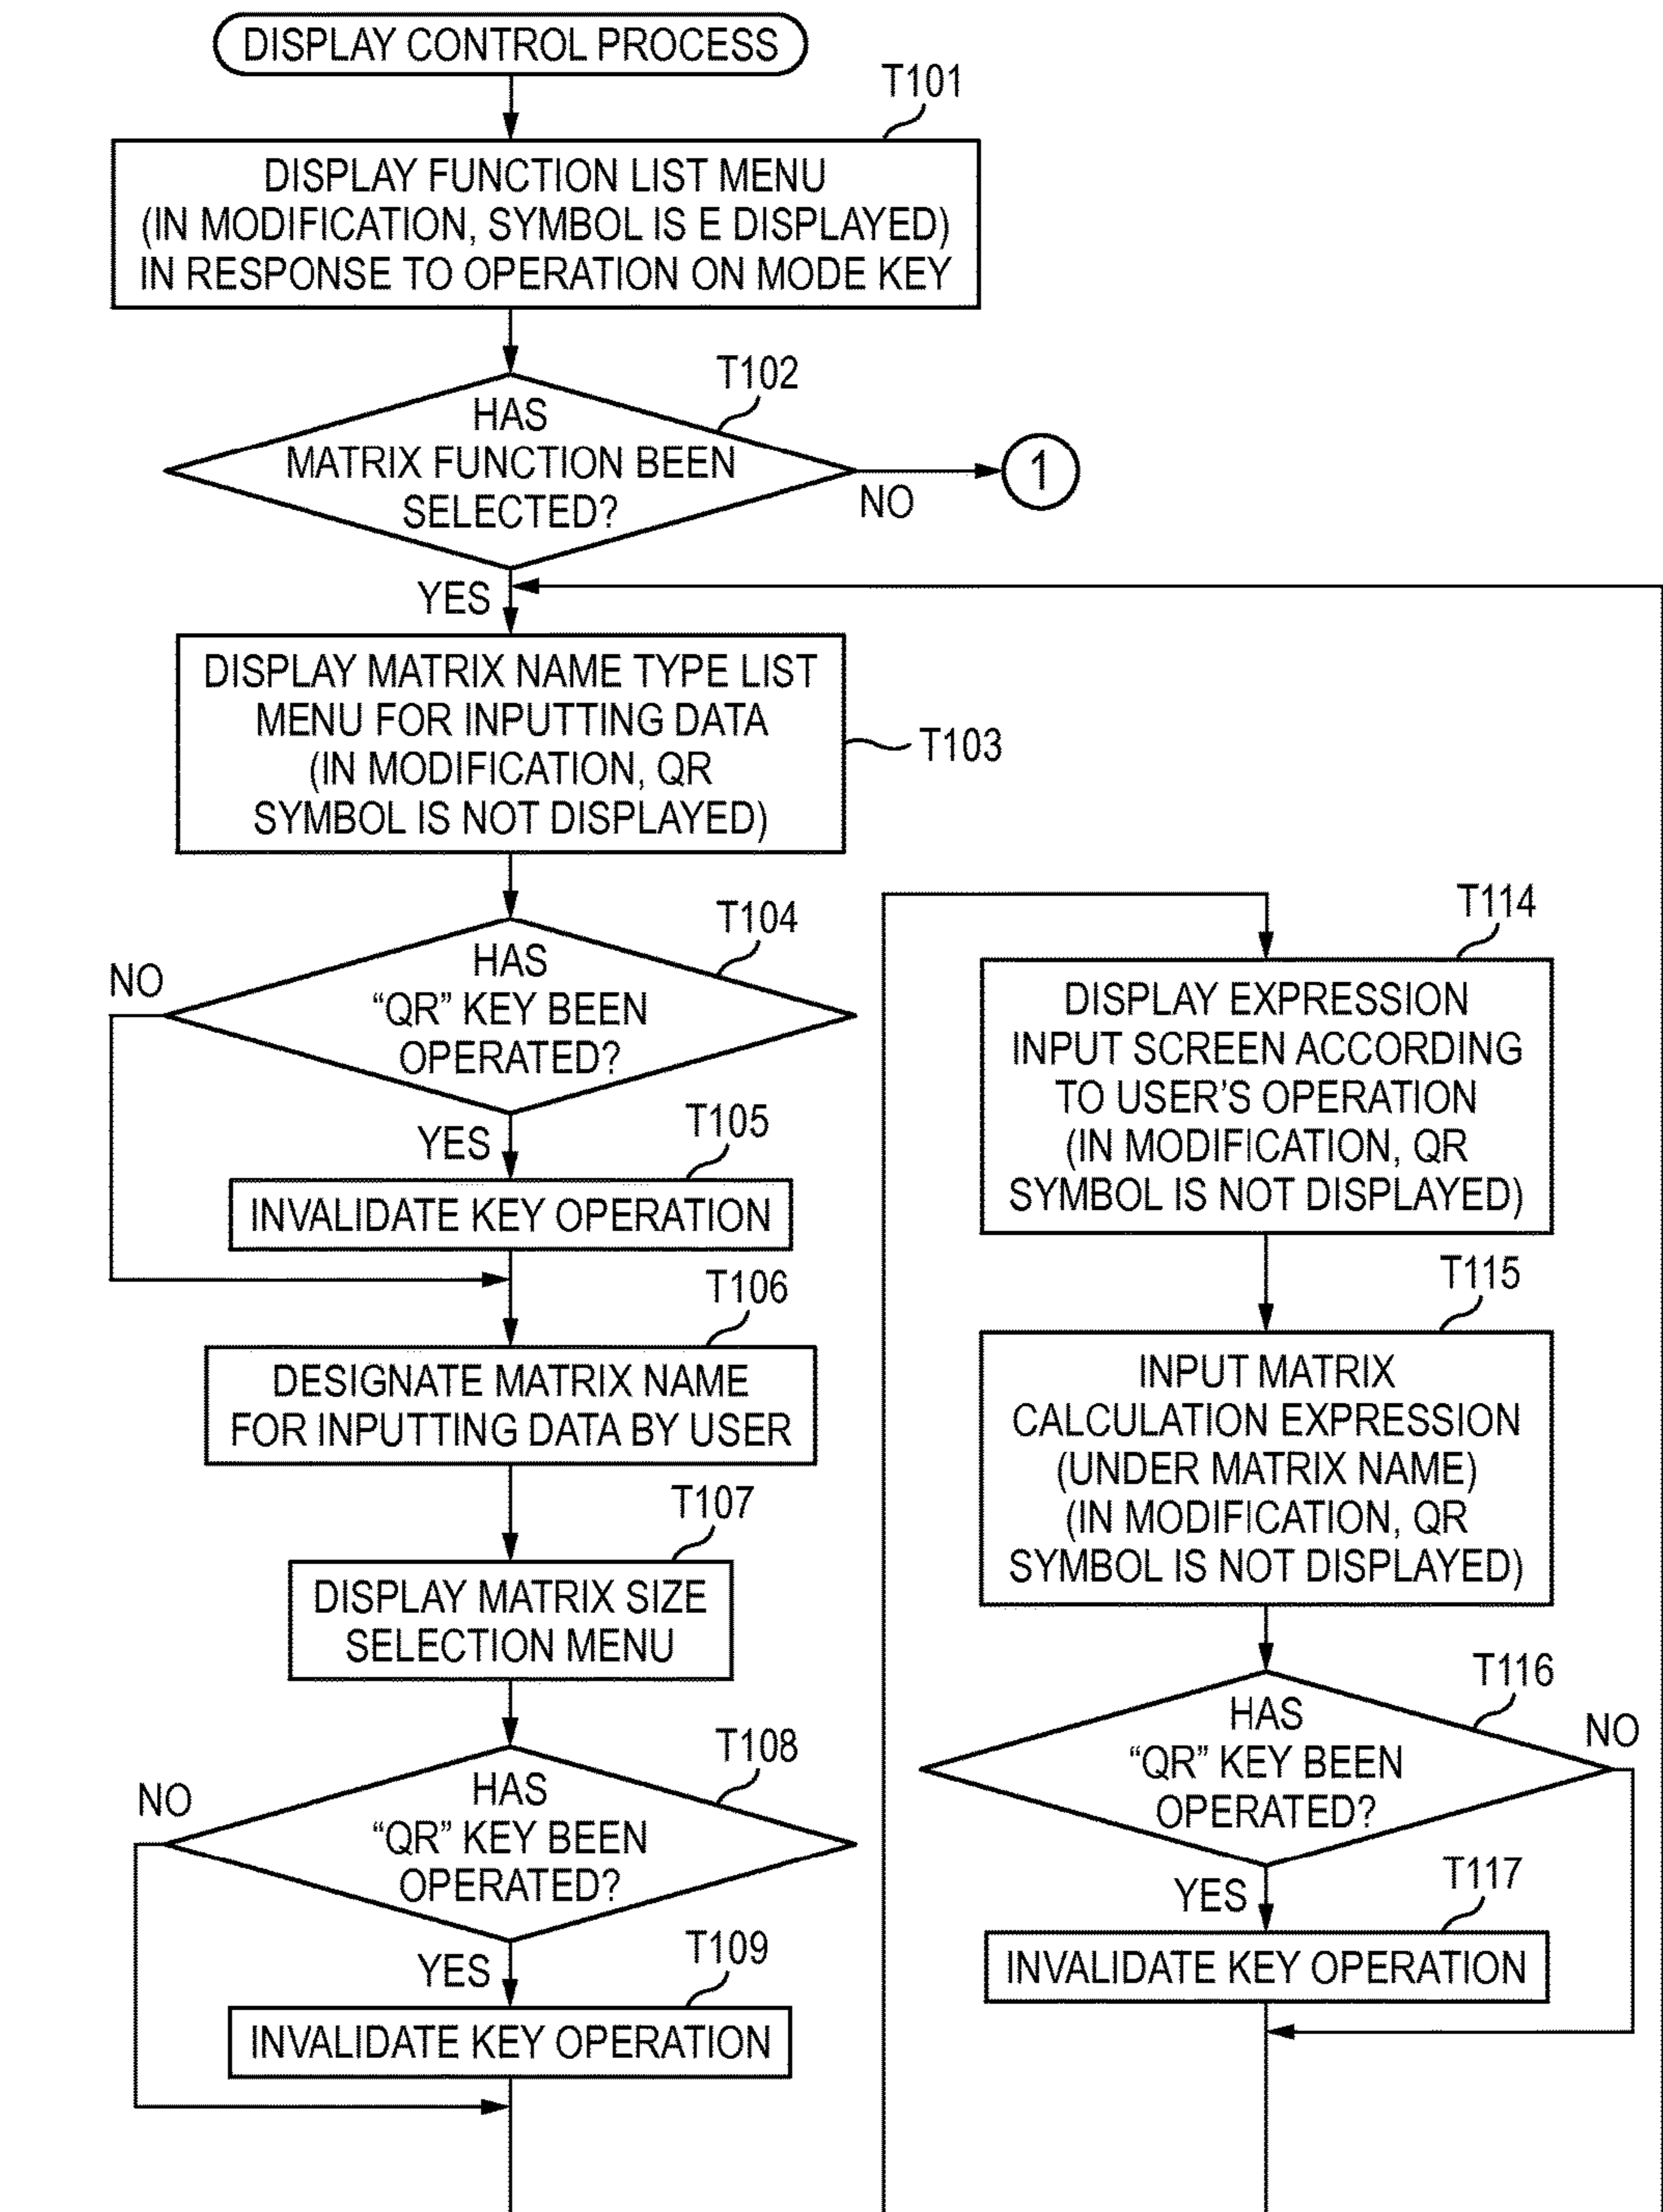 DISPLAY CONTROL PROCESS
T101
DISPLAY FUNCTION LIST MENU
(IN MODIFICATION, SYMBOL IS E DISPLAYED)
IN RESPONSE TO OPERATION ON MODE KEY
T102
HAS
MATRIX FUNCTION BEEN
SELECTED?
NO
1
YES
DISPLAY MATRIX NAME TYPE LIST
MENU FOR INPUTTING DATA
(IN MODIFICATION, QR
SYMBOL IS NOT DISPLAYED)
T103
T104
HAS
“QR” KEY BEEN
OPERATED?
NO
YES
T105
INVALIDATE KEY OPERATION
T106
DESIGNATE MATRIX NAME
FOR INPUTTING DATA BY USER
T107
DISPLAY MATRIX SIZE
SELECTION MENU
T108
HAS
“QR” KEY BEEN
OPERATED?
NO
YES
T109
INVALIDATE KEY OPERATION
T114
DISPLAY EXPRESSION
INPUT SCREEN ACCORDING
TO USER’S OPERATION
(IN MODIFICATION, QR
SYMBOL IS NOT DISPLAYED)
T115
INPUT MATRIX
CALCULATION EXPRESSION
(UNDER MATRIX NAME)
(IN MODIFICATION, QR
SYMBOL IS NOT DISPLAYED)
T116
HAS
“QR” KEY BEEN
OPERATED?
NO
YES
T117
INVALIDATE KEY OPERATION